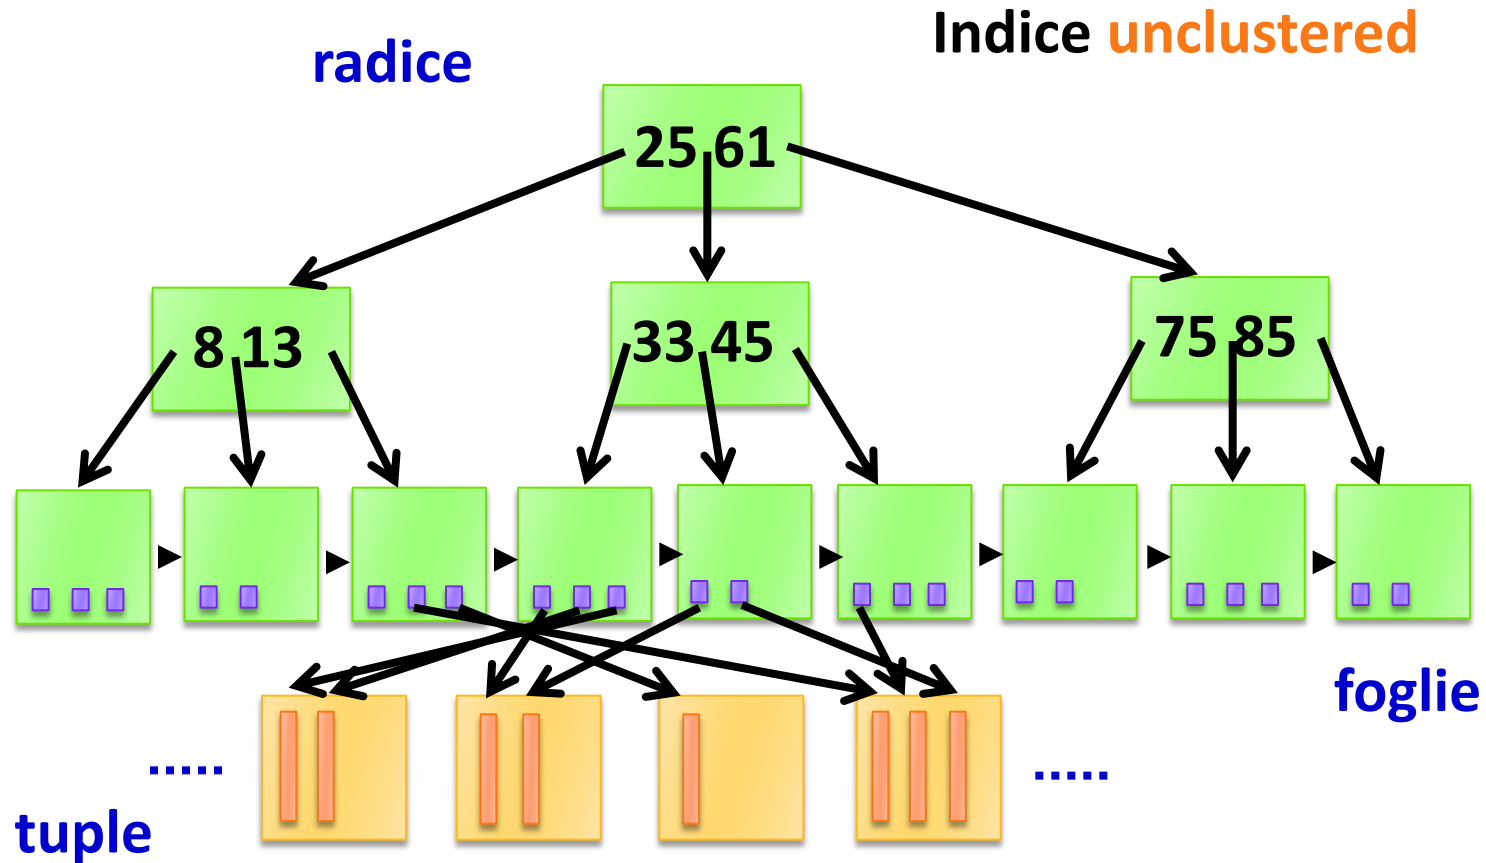 Indice unclustered
radice
25 61
8 13
33 45
75 85
foglie
.....
.....
tuple